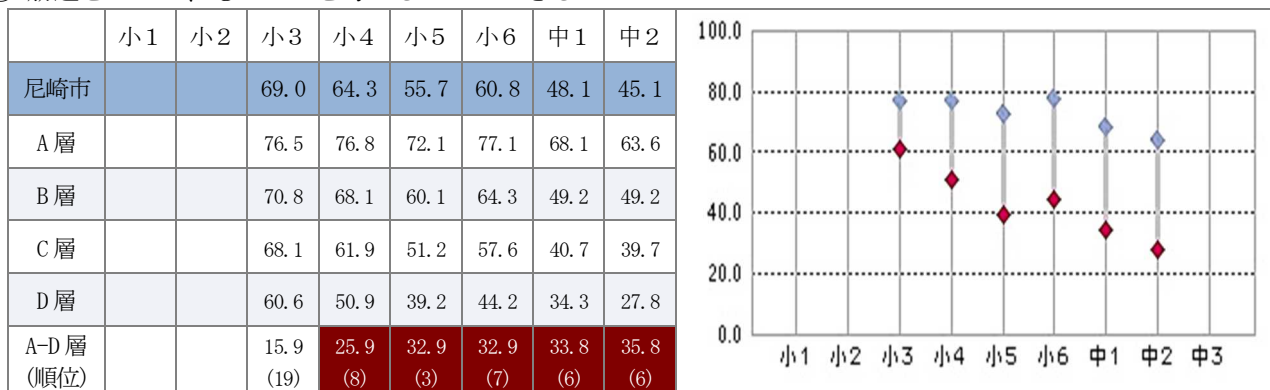 小1 小2 小3 小4 小5 小6 中1 中2
尼崎市 69.0 64.3 55.7 60.8 48.1 45.1
A層 76.5 76.8 72.1 77.1 68.1 63.6
B層 70.8 68.1 60.1 64.3 49.2 49.2
C層 68.1 61.9 51.2 57.6 40.7 39.7
D層 60.6 50.9 39.2 44.2 34.3 27.8
A-D層 15.9 25.9 32.9 32.9 33.8 35.8
(順位) (19) (8) (3) (7) (6) (6)
100.0
80.0
60.0
40.0
20.0
0.0
小1 小2 小3 小4 小5 小6 中1 中2 中3